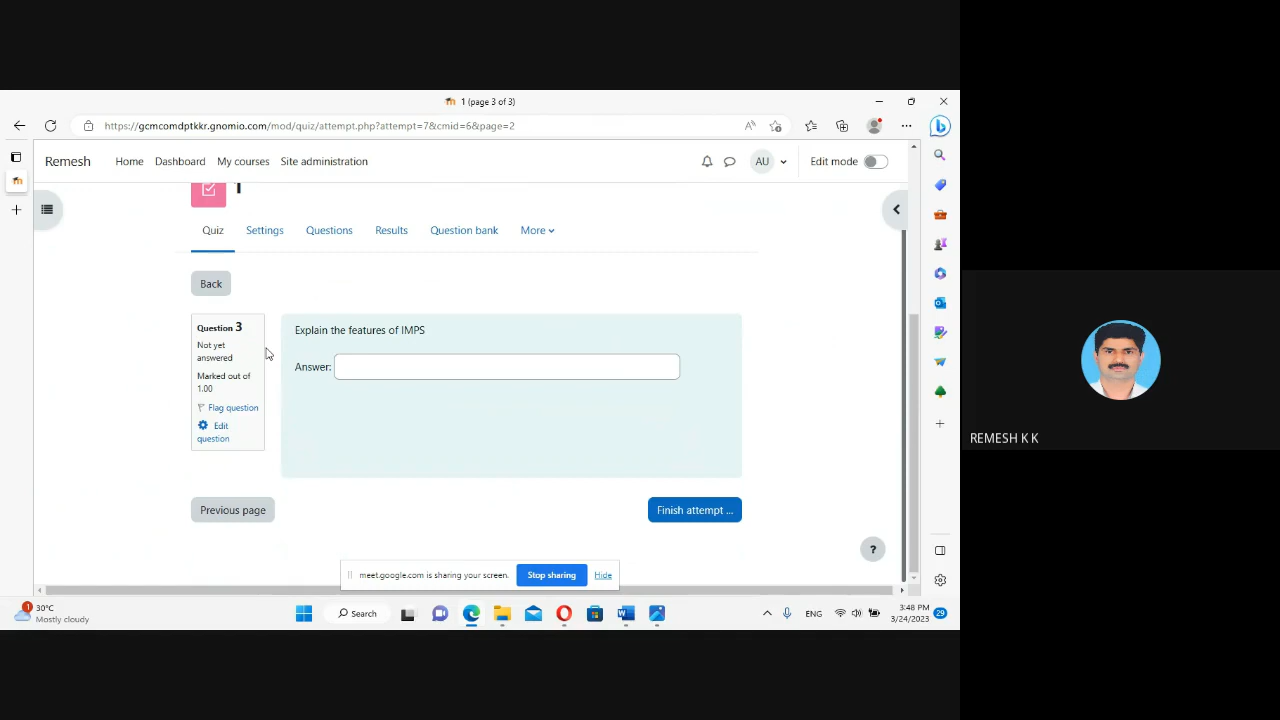 1 (page 3 of 3)
https://gcmcomdptkkr.gnomio.com/mod/quiz/attempt.php?attempt=7&cmid=6&page=2
Remesh
Home
Dashboard
My courses
Site administration
AU
Edit mode
1
Quiz
Settings
Questions
Results
Question bank
More
Back
Question 3
Not yet
answered
Marked out of
1.00
Flag question
Edit
question
Explain the features of IMPS
Answer:
Previous page
Finish attempt ...
?
REMESH K K
meet.google.com is sharing your screen.
Stop sharing
Hide
1
30°C
Mostly cloudy
Search
ENG
3:48 PM
3/24/2023
29